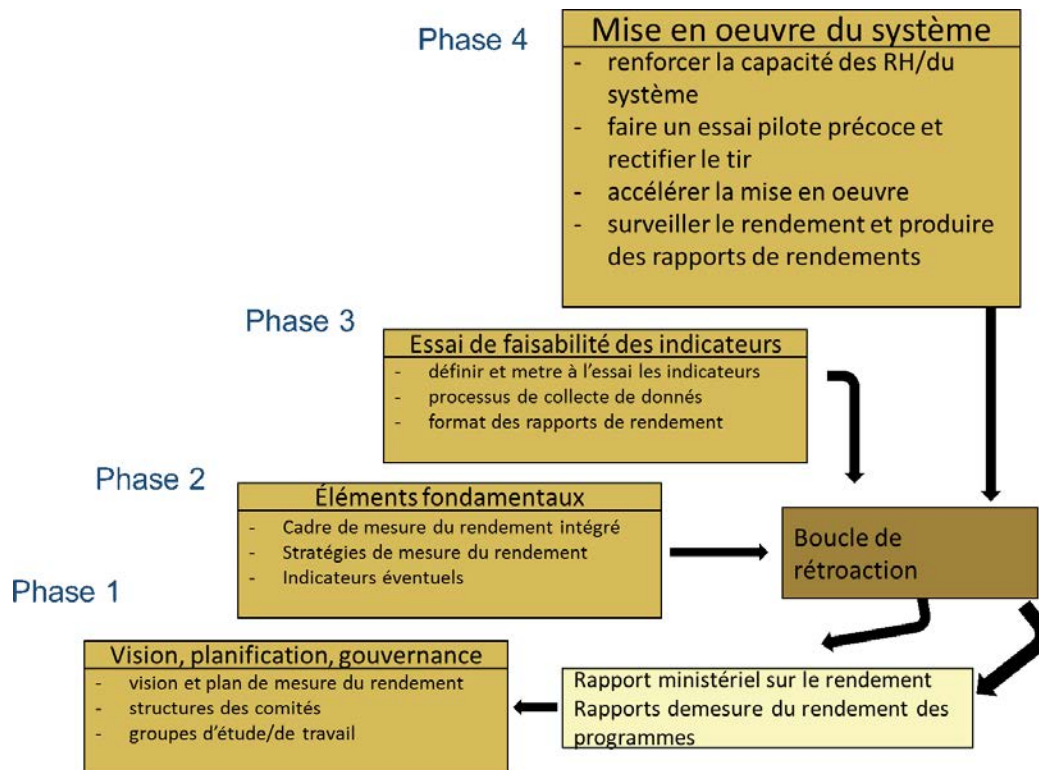 Phase 4
Mise en oeuvre du système
- renforcer la capacité des RH/du
système
- faire un essai pilote précoce et
rectifier le tir
- accélérer la mise en oeuvre
- surveiller le rendement et produire
des rapports de rendements
Phase 3
Essai de faisabilité des indicateurs
- définir et metre à l'essai les indicateurs
- processus de collecte de donnés
- format des rapports de rendement
Phase 2
Éléments fondamentaux
- Cadre de mesure du rendement intégré
- Stratégies de mesure du rendement
- Indicateurs éventuels
Boucle de
rétroaction
Phase 1
Vision, planification, gouvernance
- vision et plan de mesure du rendement
- structures des comités
- groupes d'étude/de travail
Rapport ministériel sur le rendement
Rapports demesure du rendement des
programmes